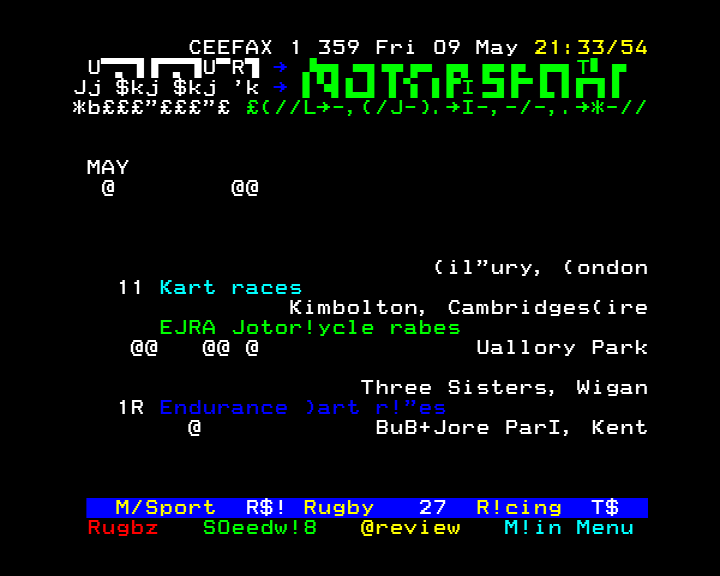 CEEFAX 1 359 Fri 09 May 21:33/54
U U R → MOTORSPORT
Jj $kj $kj 'k →
*b£££"£££"£ £(//L→-,(/J-).→I-,-/-,.→*-//
MAY
@ @@
(il"ury, (ondon
11 Kart races
Kimbolton, Cambridges(ire
EJRA Jotor!ycle rabes
@@ @@ @ Uallory Park
Three Sisters, Wigan
1R Endurance )art r!"es
@ BuB+Jore ParI, Kent
M/Sport R$! Rugby 27 R!cing T$
Rugbz SOeedw!8 @review M!in Menu